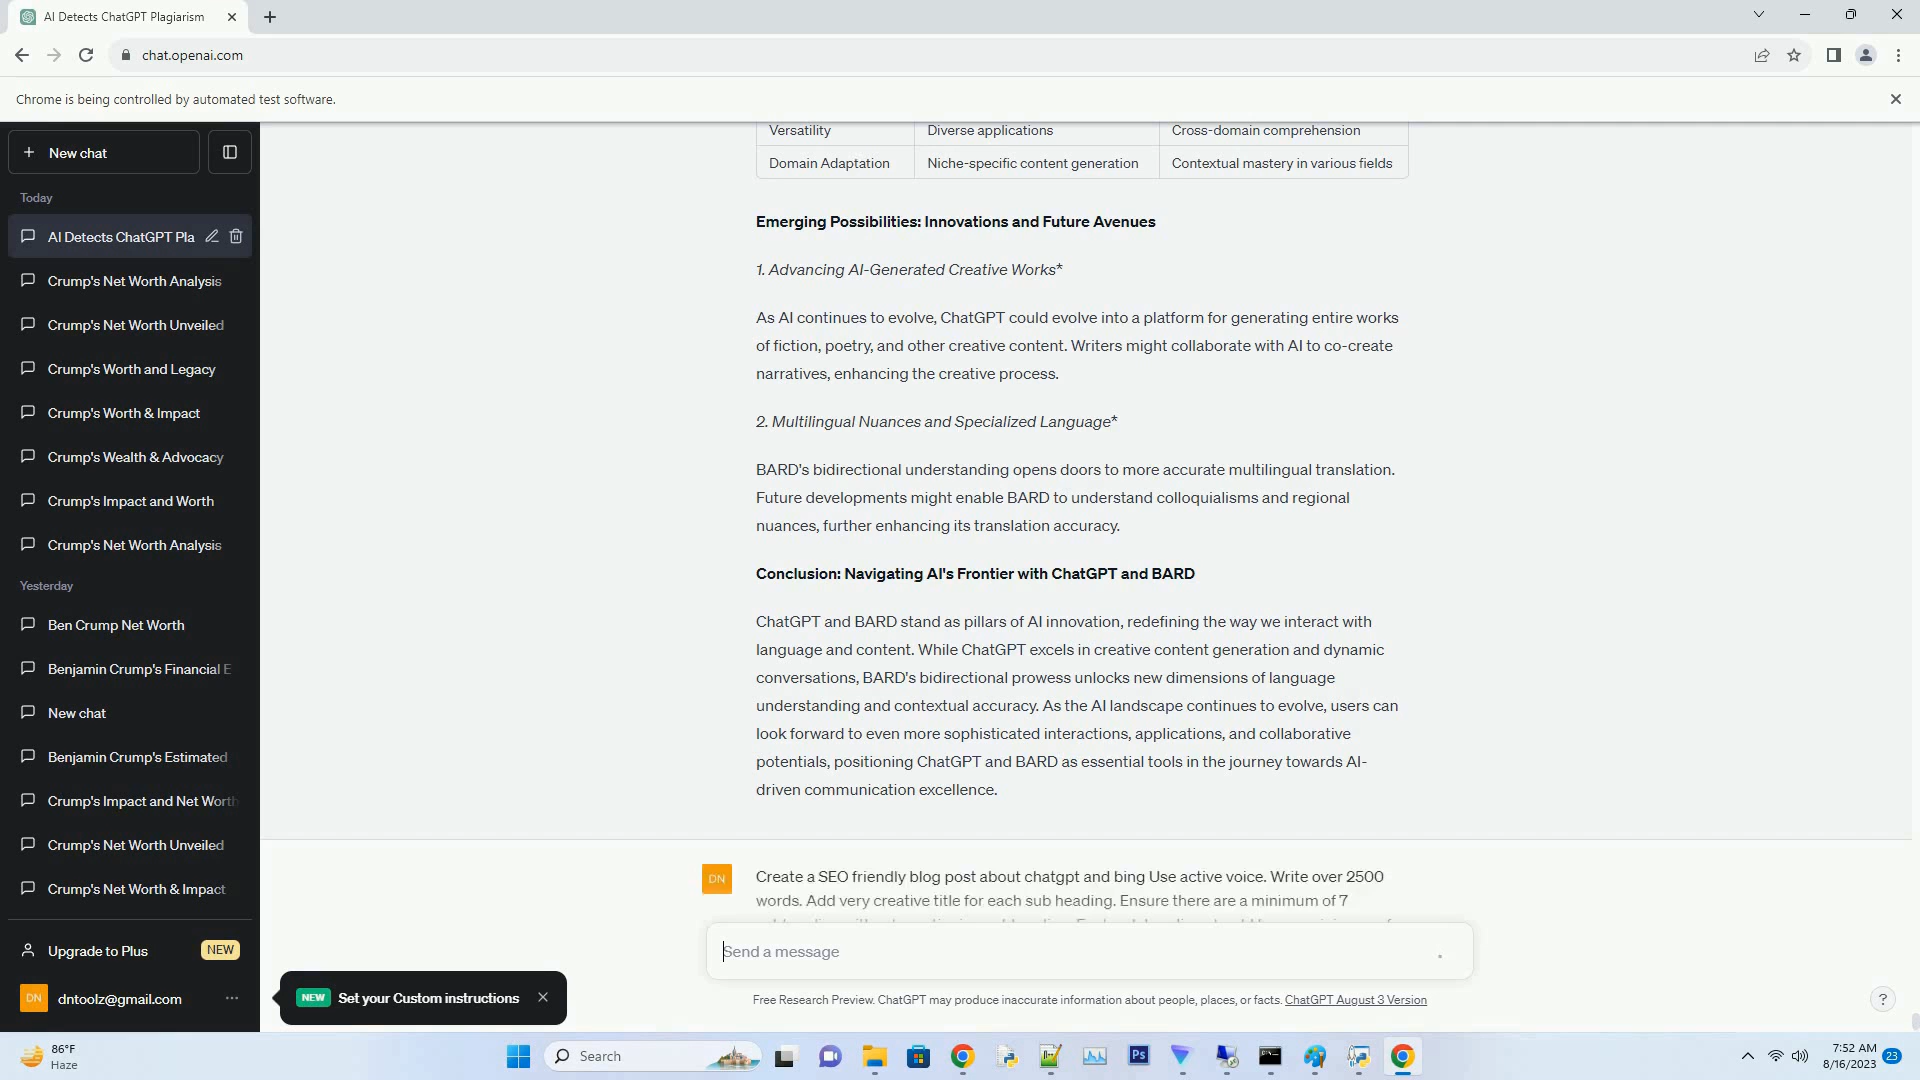 AI Detects ChatGPT Plagiarism
chat.openai.com
Chrome is being controlled by automated test software.
New chat
Today
AI Detects ChatGPT Pla
Crump's Net Worth Analysis
Crump's Net Worth Unveiled
Crump's Worth and Legacy
Crump's Worth & Impact
Crump's Wealth & Advocacy
Crump's Impact and Worth
Crump's Net Worth Analysis
Yesterday
Ben Crump Net Worth
Benjamin Crump's Financial E
New chat
Benjamin Crump's Estimated
Crump's Impact and Net Worth
Crump's Net Worth Unveiled
Crump's Net Worth & Impact
Upgrade to Plus NEW
DN dntoolz@gmail.com
Versatility Diverse applications Cross-domain comprehension
Domain Adaptation Niche-specific content generation Contextual mastery in various fields
Emerging Possibilities: Innovations and Future Avenues
1. Advancing AI-Generated Creative Works*
As AI continues to evolve, ChatGPT could evolve into a platform for generating entire works
of fiction, poetry, and other creative content. Writers might collaborate with AI to co-create
narratives, enhancing the creative process.
2. Multilingual Nuances and Specialized Language*
BARD's bidirectional understanding opens doors to more accurate multilingual translation.
Future developments might enable BARD to understand colloquialisms and regional
nuances, further enhancing its translation accuracy.
Conclusion: Navigating AI's Frontier with ChatGPT and BARD
ChatGPT and BARD stand as pillars of AI innovation, redefining the way we interact with
language and content. While ChatGPT excels in creative content generation and dynamic
conversations, BARD's bidirectional prowess unlocks new dimensions of language
understanding and contextual accuracy. As the AI landscape continues to evolve, users can
look forward to even more sophisticated interactions, applications, and collaborative
potentials, positioning ChatGPT and BARD as essential tools in the journey towards AI-
driven communication excellence.
DN Create a SEO friendly blog post about chatgpt and bing Use active voice. Write over 2500
words. Add very creative title for each sub heading. Ensure there are a minimum of 7
Send a message
NEW Set your Custom instructions
Free Research Preview. ChatGPT may produce inaccurate information about people, places, or facts. ChatGPT August 3 Version
?
86°F
Haze
Search
Ps
7:52 AM
8/16/2023
23